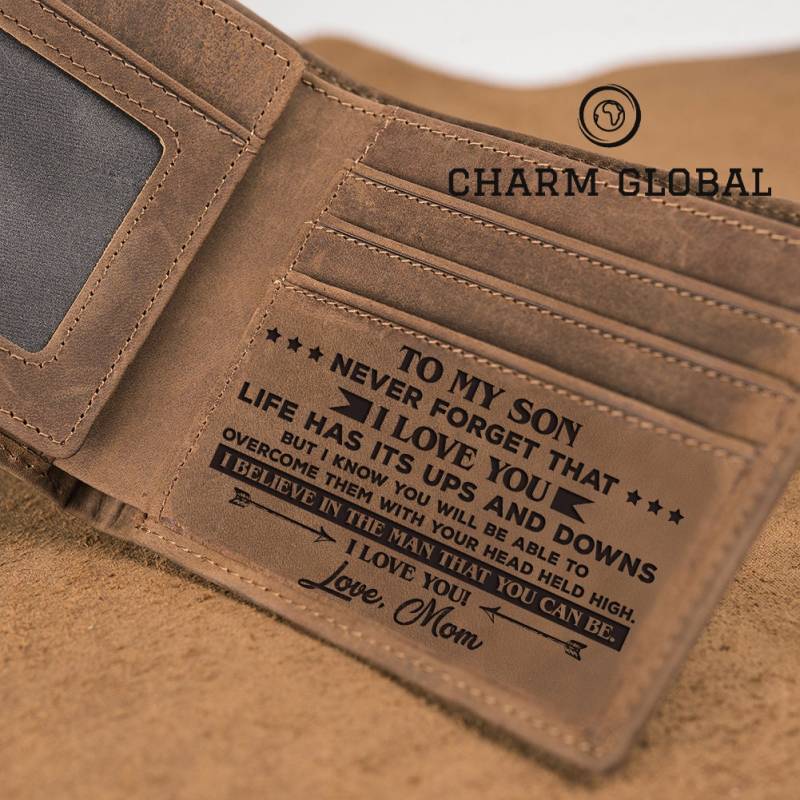 CHARM GLOBAL
TO MY SON
NEVER FORGET THAT
I LOVE YOU
LIFE HAS ITS UPS AND DOWNS
BUT I KNOW YOU WILL BE ABLE TO
OVERCOME THEM WITH YOUR HEAD HELD HIGH.
I BELIEVE IN THE MAN THAT YOU CAN BE.
I LOVE YOU!
Love, Mom